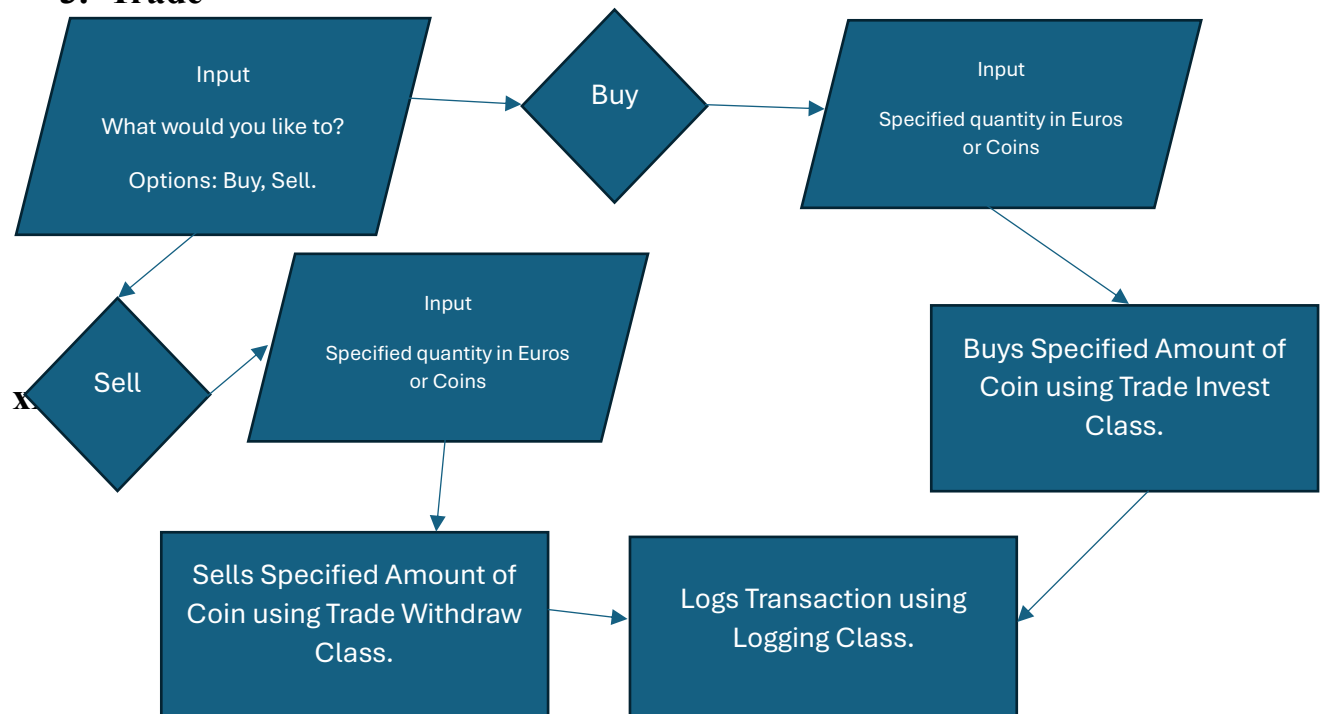 3. Trade
Input
What would you like to?
Options: Buy, Sell.
Buy
Input
Specified quantity in Euros
or Coins
Sell
Input
Specified quantity in Euros
or Coins
Buys Specified Amount of
Coin using Trade Invest
Class.
Sells Specified Amount of
Coin using Trade Withdraw
Class.
Logs Transaction using
Logging Class.